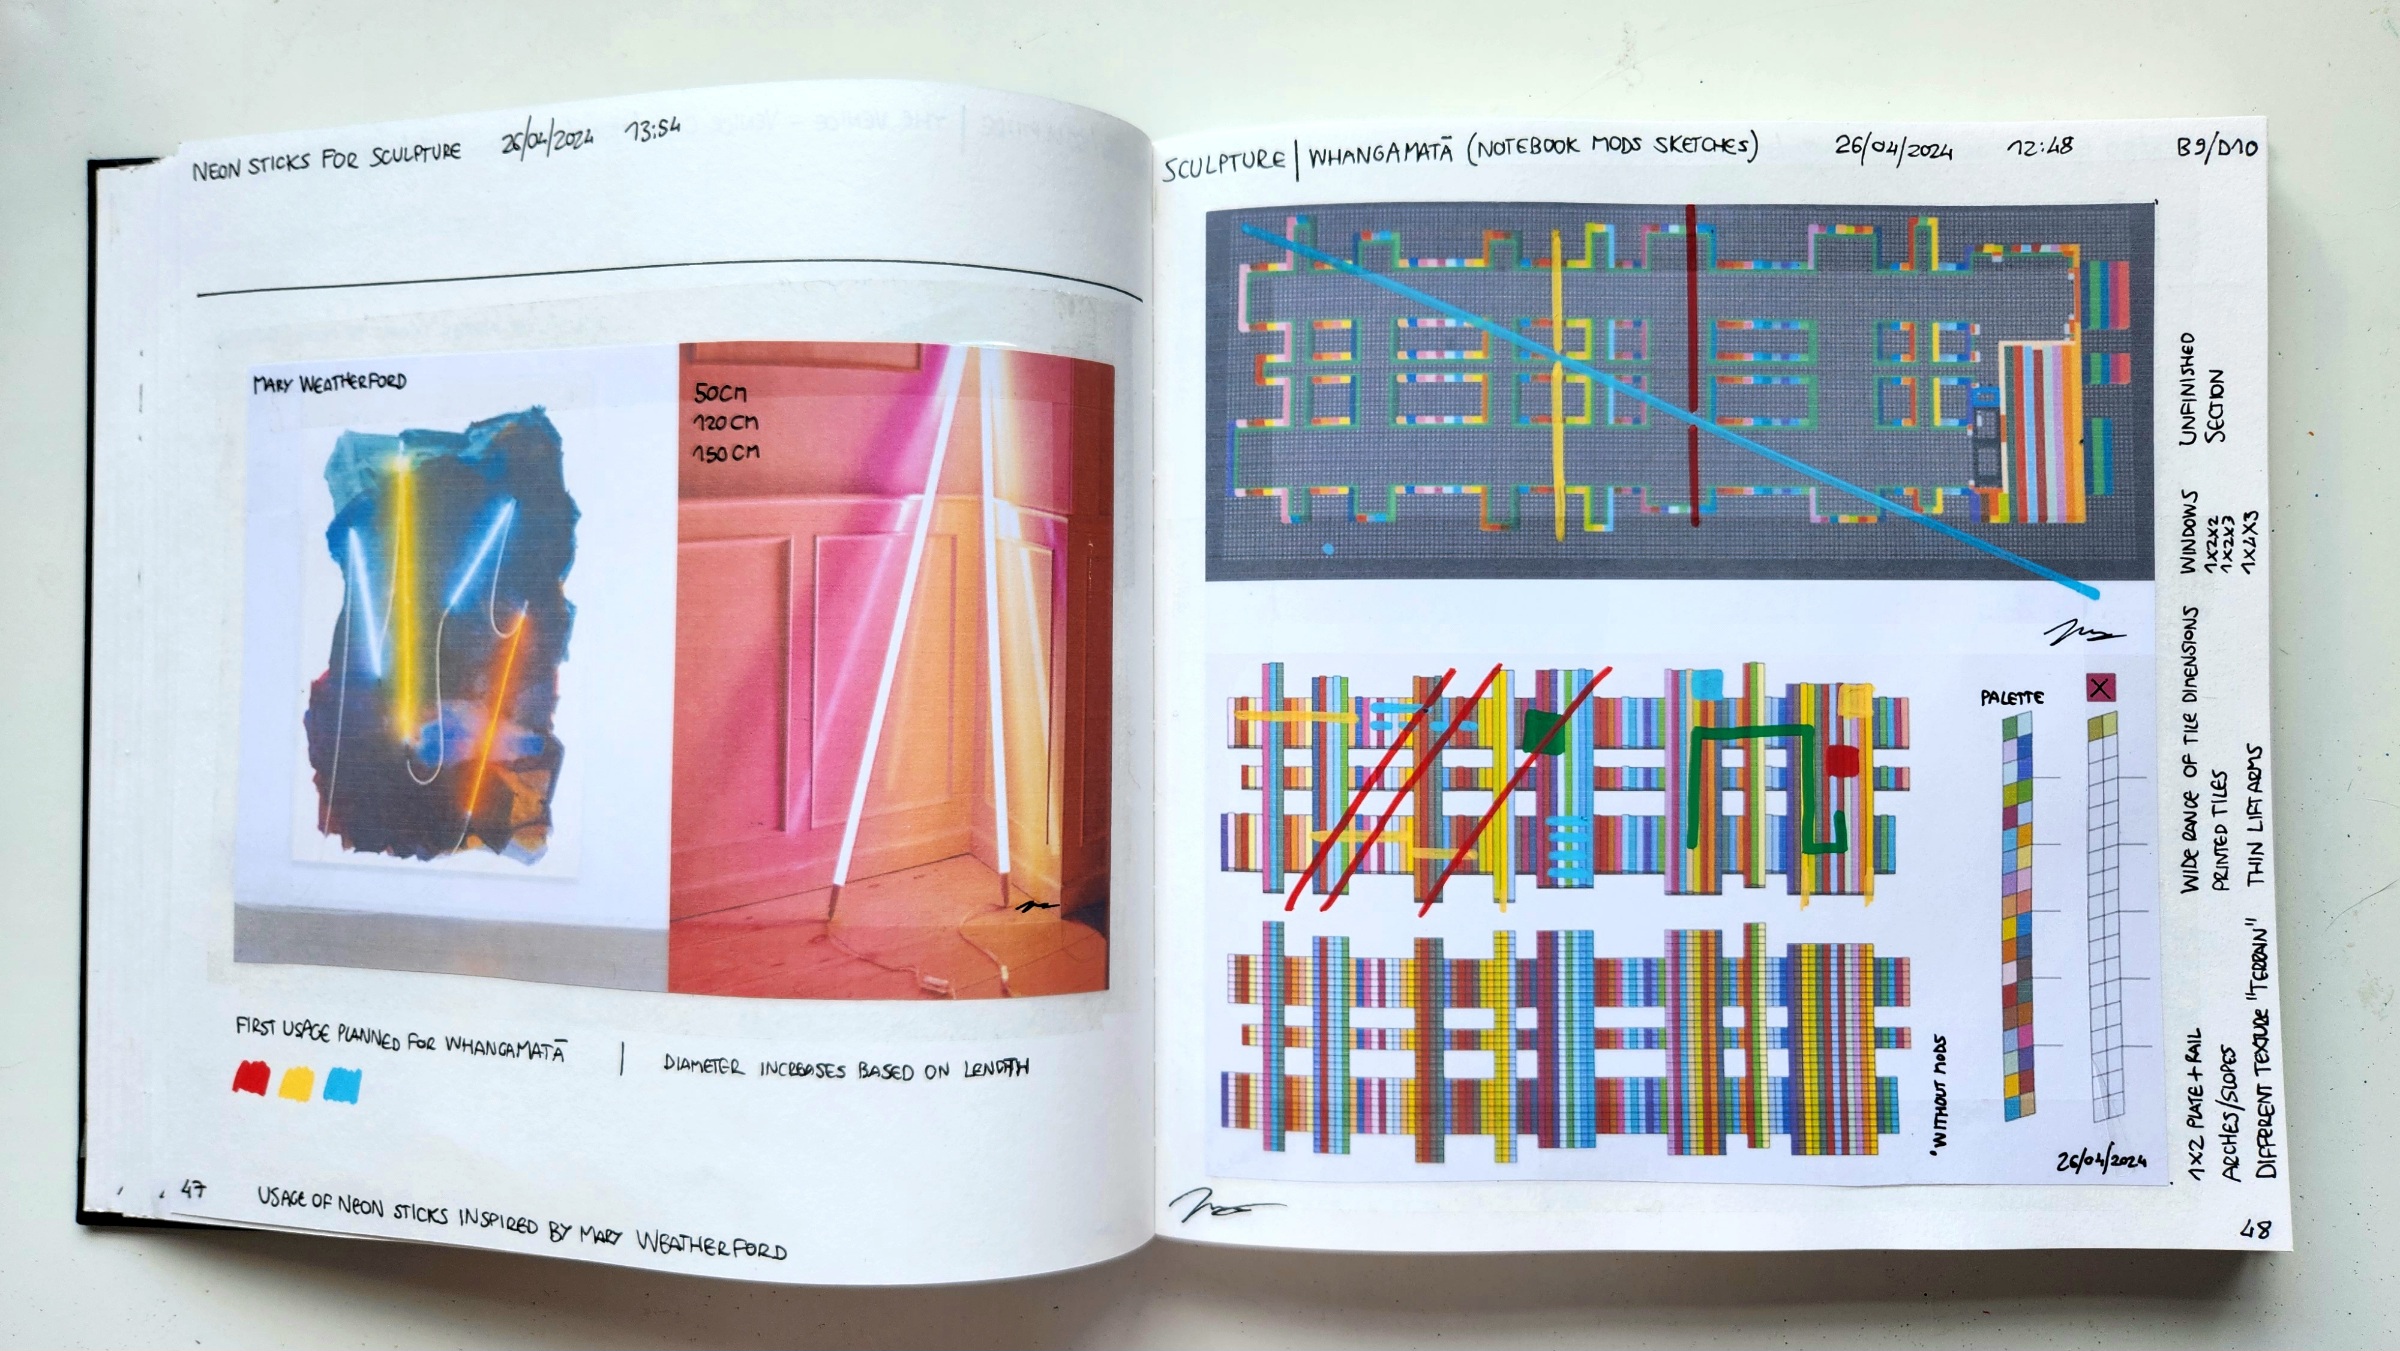 NEON STICKS FOR SCULPTURE 26/04/2024 13:54
MARY WEATHERFORD
50CM
120CM
150CM
FIRST USAGE PLANNED FOR WHANGAMATĀ | DIAMETER INCREASES BASED ON LENGTH
47 USAGE OF NEON STICKS INSPIRED BY MARY WEATHERFORD
SCULPTURE | WHANGAMATĀ (NOTEBOOK MODS SKETCHES) 26/04/2024 12:48 B9/D10
PALETTE
X
*WITHOUT MODS
26/04/2024
1X2 PLATE + RAIL
ARCHES/SLOPES
DIFFERENT TEXTURE "TERRAIN"
WIDE RANGE OF TILE DIMENSIONS
PRINTED TILES
THIN LIFTARMS
WINDOWS
1X2X2
1X2X3
1X4X3
UNFINISHED
SECTION
48